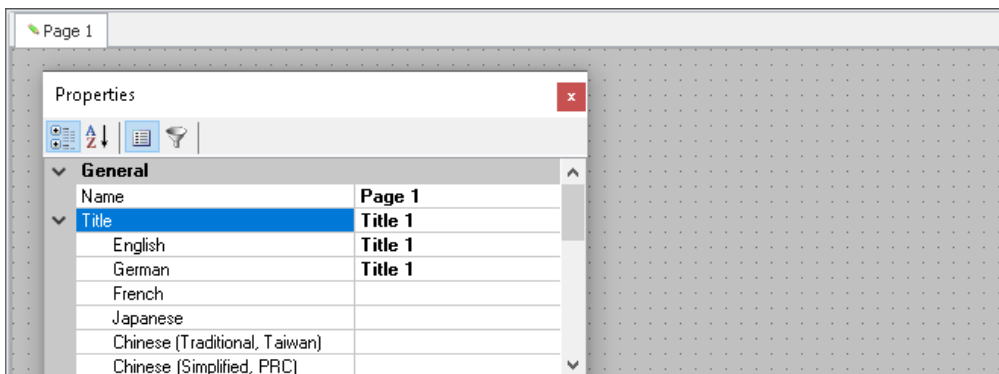 Page 1
Properties
x
A
Z
General
Name Page 1
Title Title 1
English Title 1
German Title 1
French
Japanese
Chinese (Traditional, Taiwan)
Chinese (Simplified, PRC)